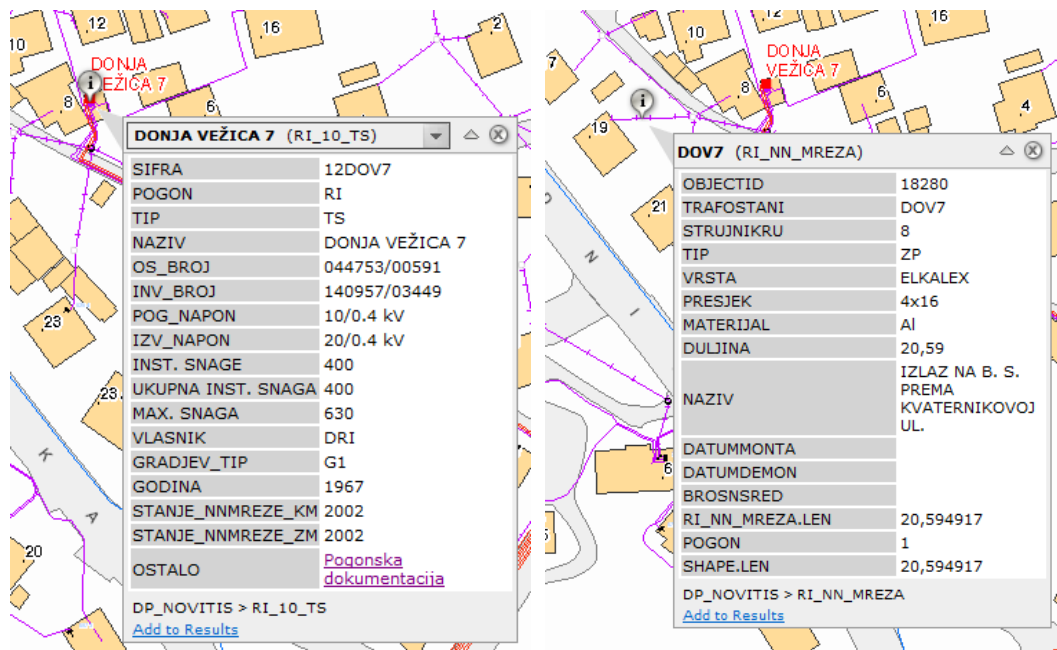 12
16
2
10
DONJA
VEŽICA 7
8
6
DONJA VEŽICA 7 (RI_10_TS)
SIFRA 12DOV7
POGON RI
TIP TS
NAZIV DONJA VEŽICA 7
OS_BROJ 044753/00591
INV_BROJ 140957/03449
POG_NAPON 10/0.4 kV
IZV_NAPON 20/0.4 kV
INST. SNAGE 400
UKUPNA INST. SNAGA 400
MAX. SNAGA 630
VLASNIK DRI
GRADJEV_TIP G1
GODINA 1967
STANJE_NNMREZE_KM 2002
STANJE_NNMREZE_ZM 2002
OSTALO Pogonska
dokumentacija
DP_NOVITIS > RI_10_TS
Add to Results
23
23
K
A
20
12
16
10
7
DONJA
VEŽICA 7
8
6
4
19
21
N
I
6
DOV7 (RI_NN_MREZA)
OBJECTID 18280
TRAFOSTANI DOV7
STRUJNIKRU 8
TIP ZP
VRSTA ELKALEX
PRESJEK 4x16
MATERIJAL Al
DULJINA 20,59
NAZIV IZLAZ NA B. S.
PREMA
KVATERNIKOVOJ
UL.
DATUMMONTA
DATUMDEMON
BROSNSRED
RI_NN_MREZA.LEN 20,594917
POGON 1
SHAPE.LEN 20,594917
DP_NOVITIS > RI_NN_MREZA
Add to Results